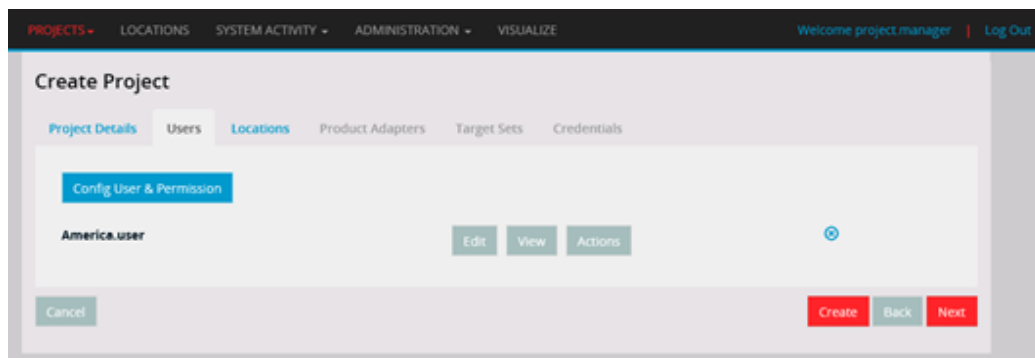 PROJECTS LOCATIONS SYSTEM ACTIVITY ADMINISTRATION VISUALIZE Welcome project.manager | Log Out
Create Project
Project Details Users Locations Product Adapters Target Sets Credentials
Config User & Permission
America.user Edit View Actions
Cancel Create Back Next